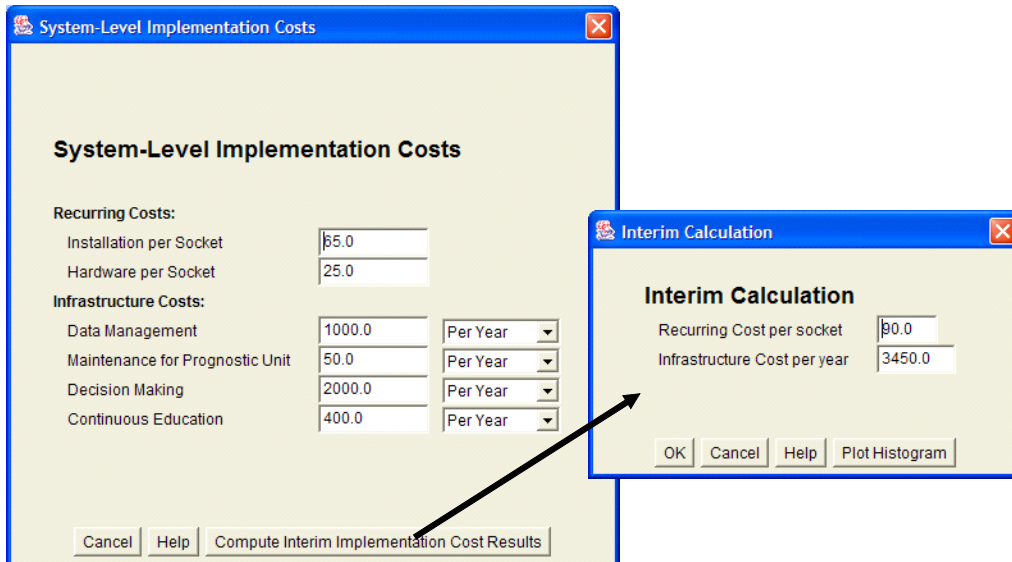 System-Level Implementation Costs
System-Level Implementation Costs
Recurring Costs:
Installation per Socket 65.0
Hardware per Socket 25.0
Infrastructure Costs:
Data Management 1000.0 Per Year
Maintenance for Prognostic Unit 50.0 Per Year
Decision Making 2000.0 Per Year
Continuous Education 400.0 Per Year
Cancel Help Compute Interim Implementation Cost Results
Interim Calculation
Interim Calculation
Recurring Cost per socket 90.0
Infrastructure Cost per year 3450.0
OK Cancel Help Plot Histogram